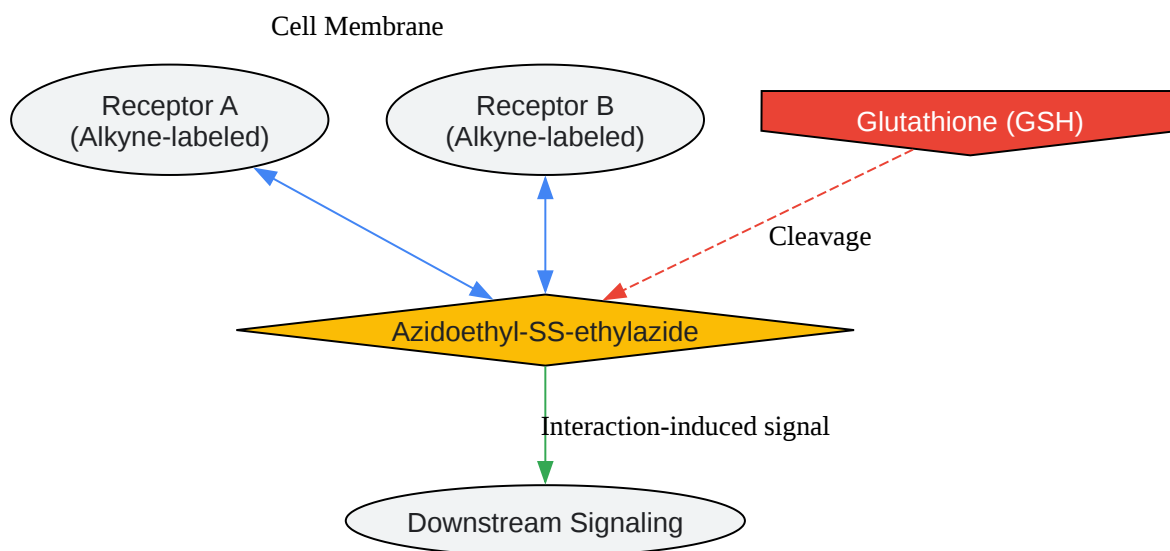 Cell Membrane
Receptor A
(Alkyne-labeled)
Receptor B
(Alkyne-labeled)
Glutathione (GSH)
Cleavage
Azidoethyl-SS-ethylazide
Interaction-induced signal
Downstream Signaling